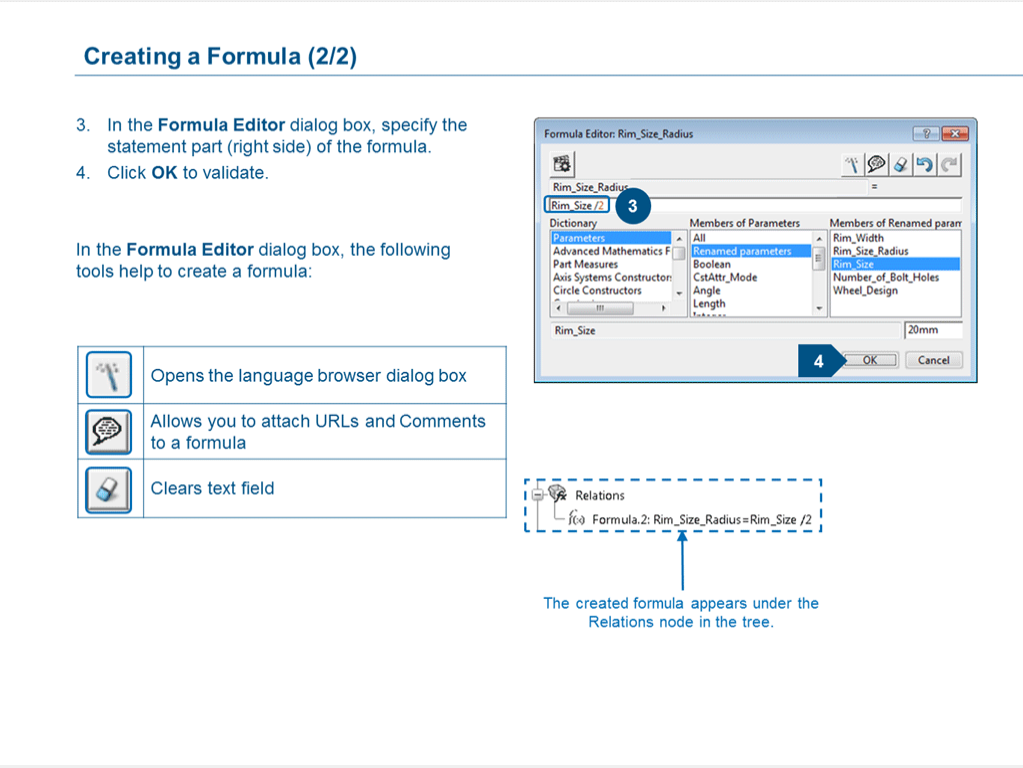 Creating a Formula (2/2)
3. In the Formula Editor dialog box, specify the
statement part (right side) of the formula.
4. Click OK to validate.
In the Formula Editor dialog box, the following
tools help to create a formula:
Opens the language browser dialog box
Allows you to attach URLs and Comments
to a formula
Clears text field
Formula Editor: Rim_Size_Radius
Rim_Size_Radius =
Rim_Size /2
3
Dictionary Members of Parameters Members of Renamed param
Parameters All Rim_Width
Advanced Mathematics F Renamed parameters Rim_Size_Radius
Part Measures Boolean Rim_Size
Axis Systems Constructors CstAttr_Mode Number_of_Bolt_Holes
Circle Constructors Angle Wheel_Design
Length
Rim_Size 20mm
4 OK Cancel
Relations
f(x) Formula.2: Rim_Size_Radius=Rim_Size /2
The created formula appears under the
Relations node in the tree.